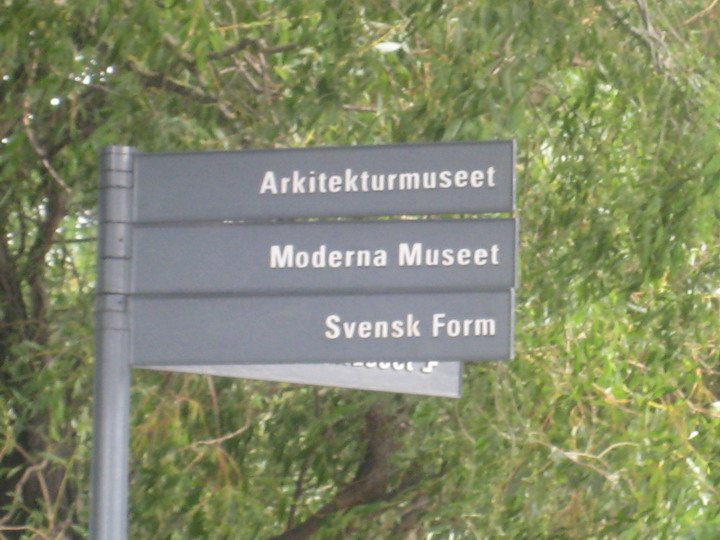 Arkitekturmuseet
Moderna Museet
Svensk Form